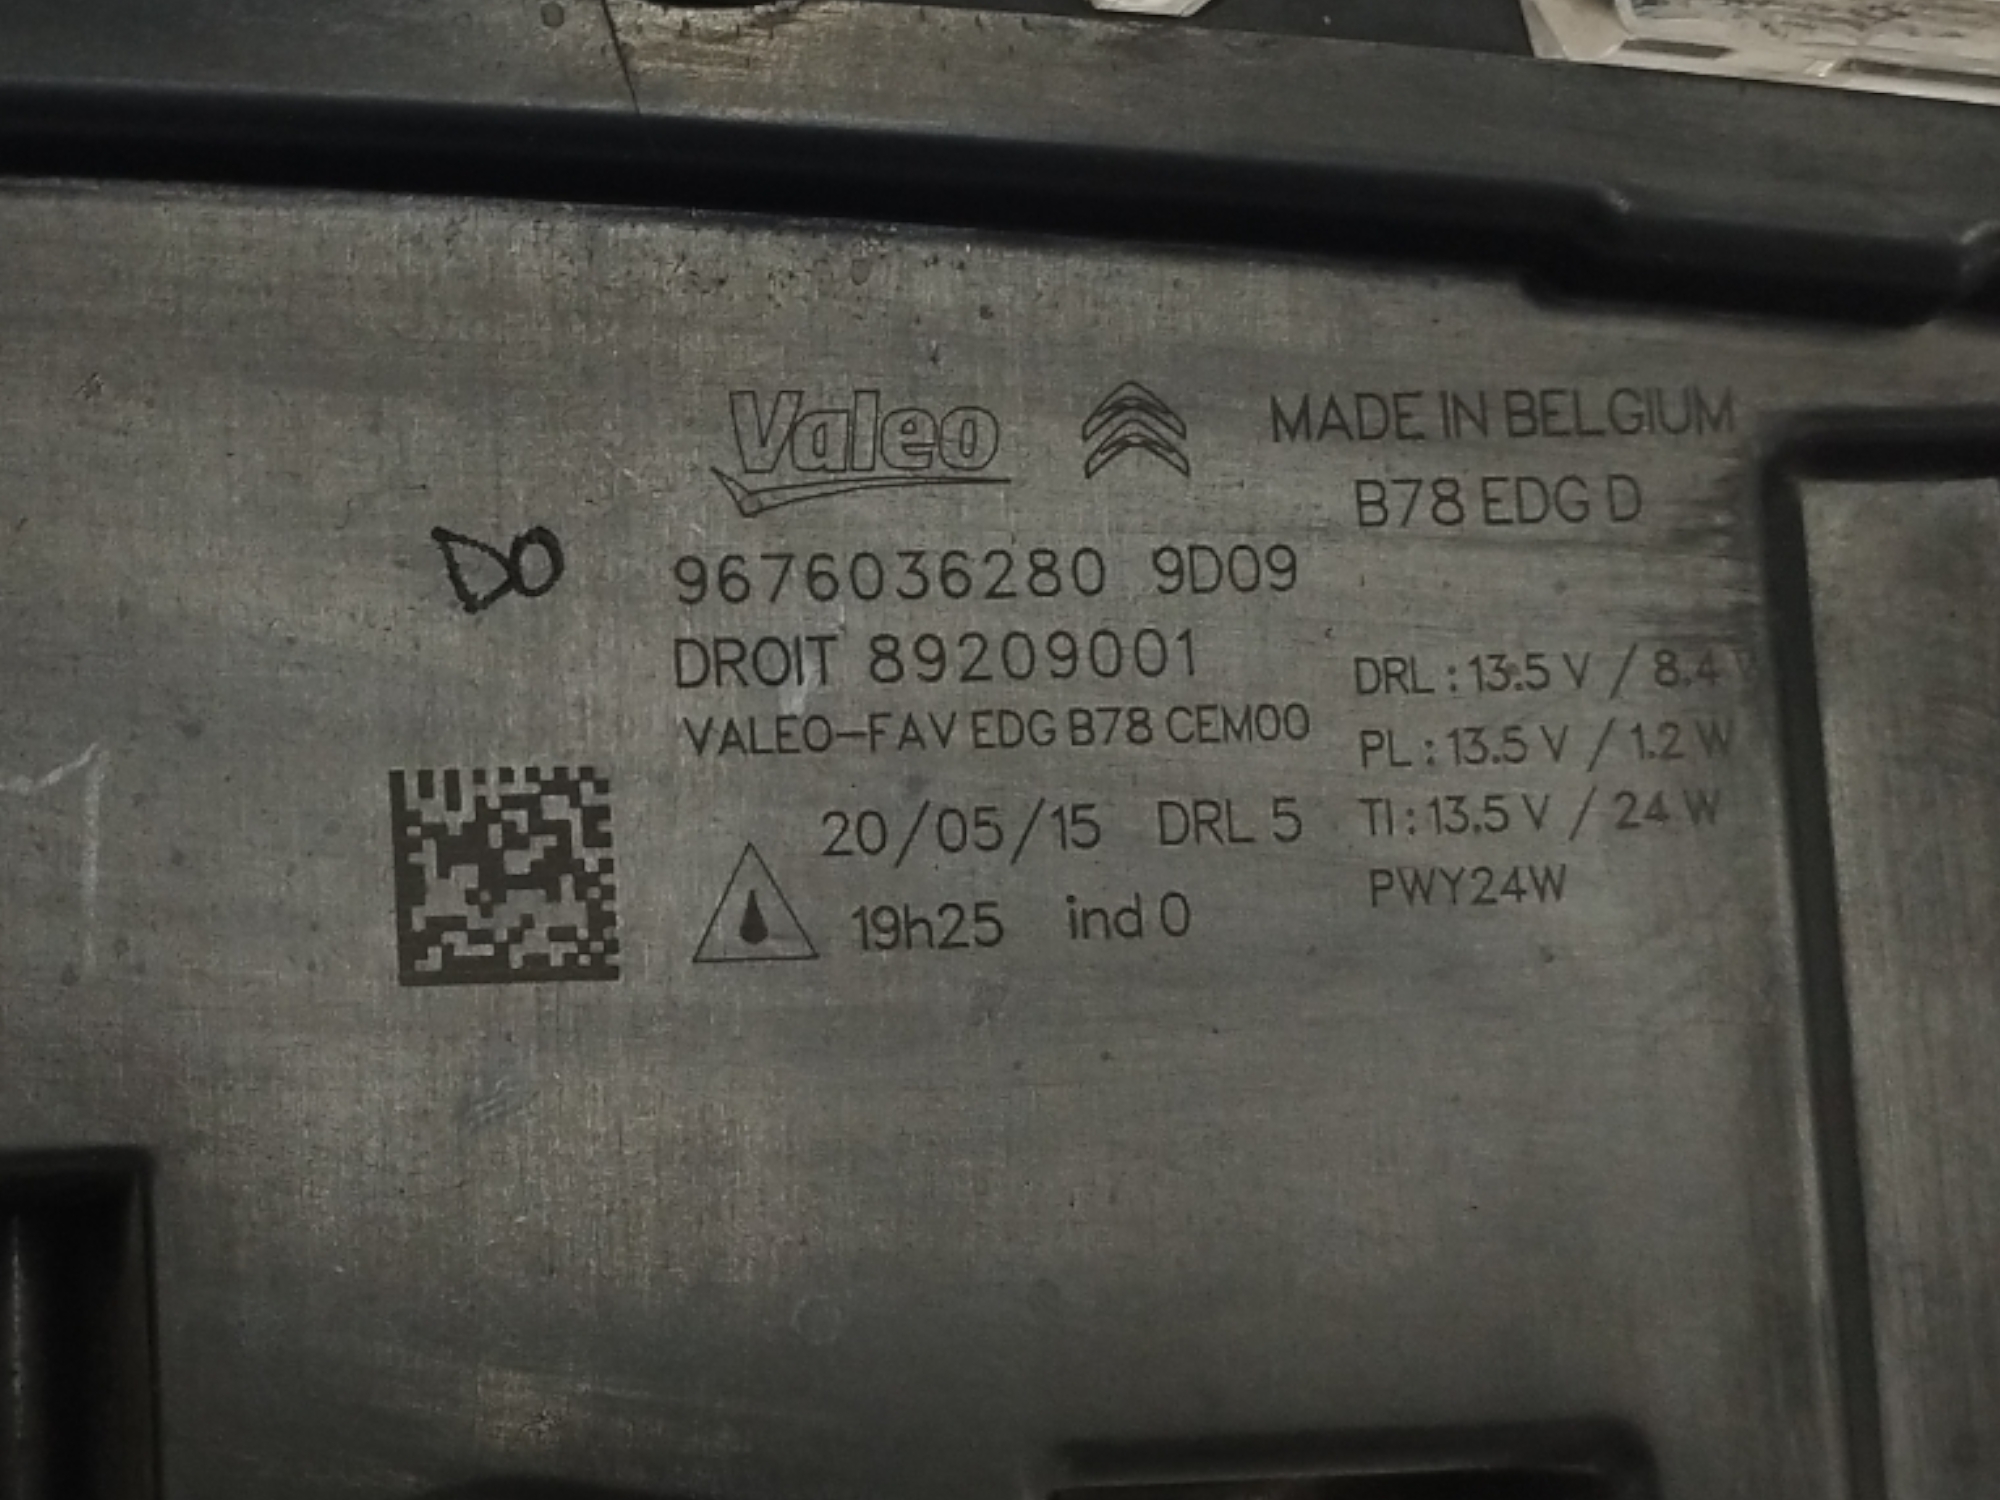 Valeo
MADE IN BELGIUM
B78 EDG D
DO
9676036280 9D09
DROIT 89209001
VALEO-FAV EDG B78 CEM00
DRL : 13.5 V / 8.4
PL : 13.5 V / 1.2 W
20/05/15 DRL 5
TI : 13.5 V / 24 W
19h25 ind 0
PWY24W